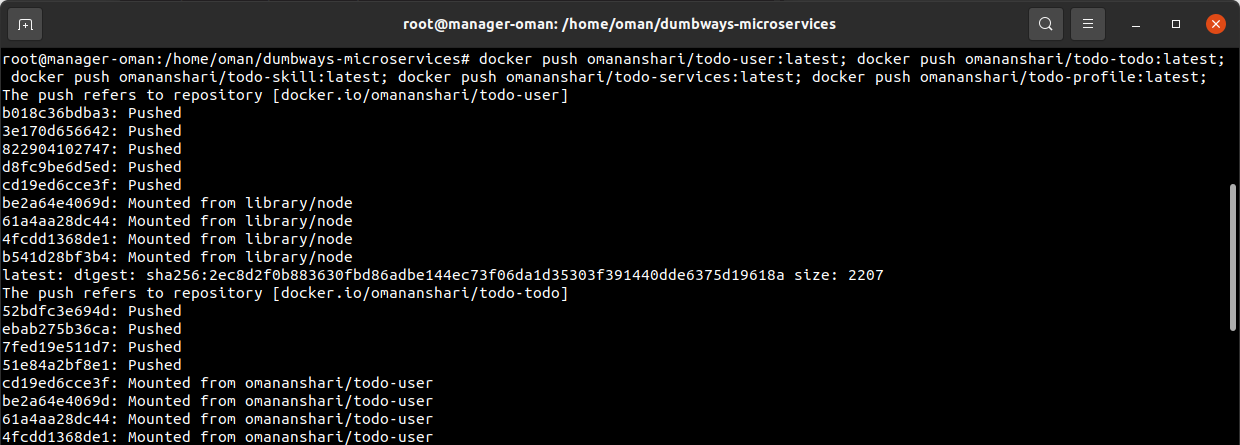 root@manager-oman: /home/oman/dumbways-microservices
root@manager-oman:/home/oman/dumbways-microservices# docker push omananshari/todo-user:latest; docker push omananshari/todo-todo:latest;
 docker push omananshari/todo-skill:latest; docker push omananshari/todo-services:latest; docker push omananshari/todo-profile:latest;
The push refers to repository [docker.io/omananshari/todo-user]
b018c36bdba3: Pushed
3e170d656642: Pushed
822904102747: Pushed
d8fc9be6d5ed: Pushed
cd19ed6cce3f: Pushed
be2a64e4069d: Mounted from library/node
61a4aa28dc44: Mounted from library/node
4fcdd1368de1: Mounted from library/node
b541d28bf3b4: Mounted from library/node
latest: digest: sha256:2ec8d2f0b883630fbd86adbe144ec73f06da1d35303f391440dde6375d19618a size: 2207
The push refers to repository [docker.io/omananshari/todo-todo]
52bdfc3e694d: Pushed
ebab275b36ca: Pushed
7fed19e511d7: Pushed
51e84a2bf8e1: Pushed
cd19ed6cce3f: Mounted from omananshari/todo-user
be2a64e4069d: Mounted from omananshari/todo-user
61a4aa28dc44: Mounted from omananshari/todo-user
4fcdd1368de1: Mounted from omananshari/todo-user